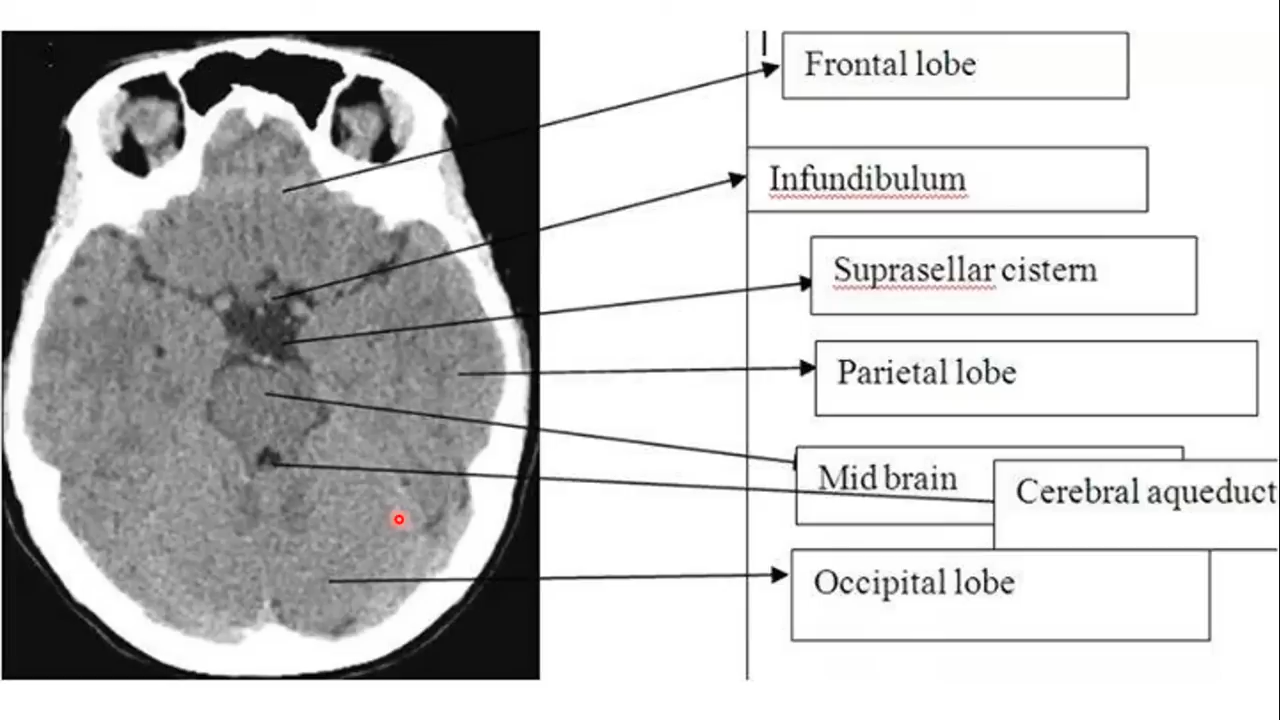 Frontal lobe
Infundibulum
Suprasellar cistern
Parietal lobe
Mid brain
Cerebral aqueduct
Occipital lobe